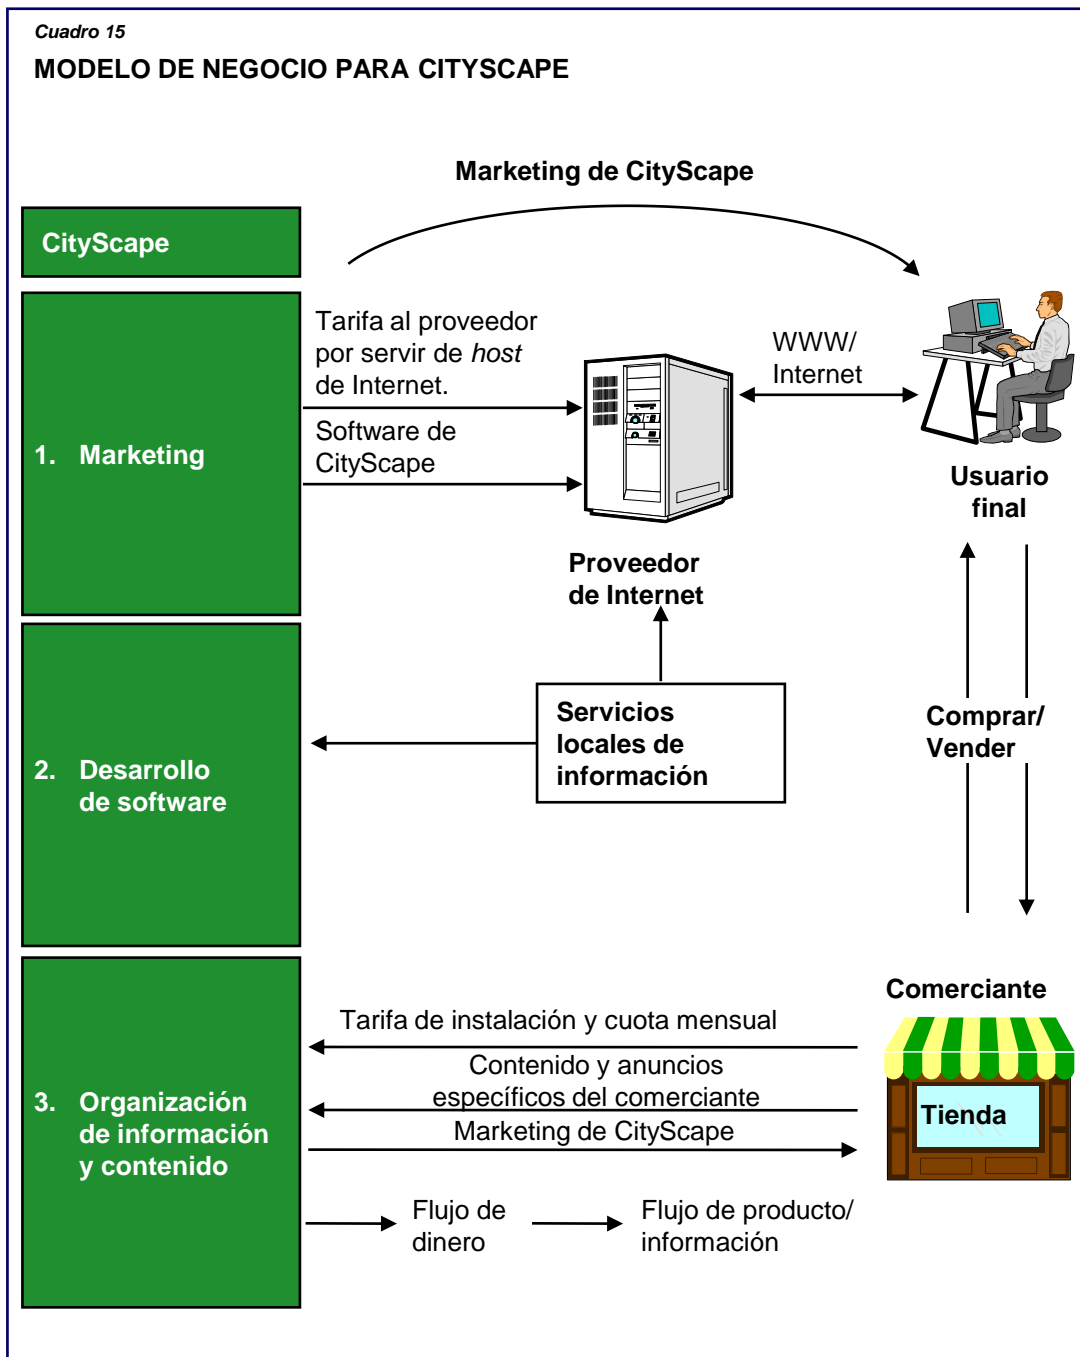 Cuadro 15
MODELO DE NEGOCIO PARA CITYSCAPE
Marketing de CityScape
CityScape
1. Marketing
Tarifa al proveedor
por servir de host
de Internet.
Software de
CityScape
WWW/
Internet
Usuario
final
Proveedor
de Internet
2. Desarrollo
de software
Servicios
locales de
información
Comprar/
Vender
Comerciante
3. Organización
de información
y contenido
Tarifa de instalación y cuota mensual
Contenido y anuncios
específicos del comerciante
Marketing de CityScape
Tienda
Flujo de
dinero
Flujo de producto/
información